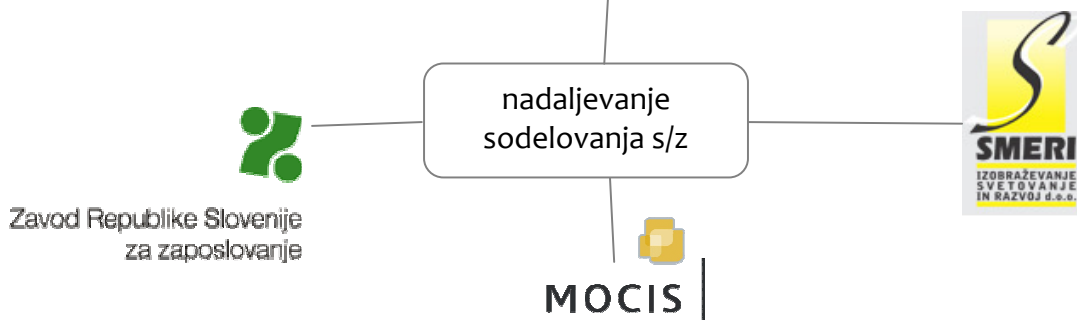 nadaljevanje
sodelovanja s/z
Zavod Republike Slovenije
za zaposlovanje
MOCIS
SMERI
IZOBRAŽEVANJE
SVETOVANJE
IN RAZVOJ d.o.o.